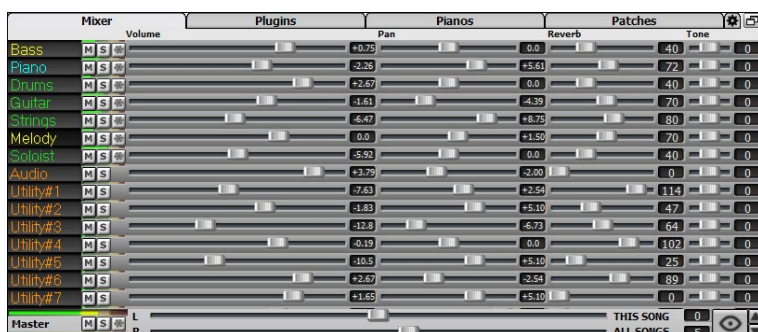 Mixer Plugins Pianos Patches
Volume Pan Reverb Tone
Bass M S +0.75 0.0 40 0
Piano M S -2.26 +5.61 72 0
Drums M S +2.67 0.0 40 0
Guitar M S -1.61 -4.39 70 0
Strings M S -6.47 +8.75 80 0
Melody M S 0.0 +1.50 70 0
Soloist M S -5.92 0.0 40 0
Audio M S +3.79 -2.00 0 0
Utility#1 M S -7.63 +2.54 114 0
Utility#2 M S -1.83 +5.10 47 0
Utility#3 M S -12.8 -6.73 64 0
Utility#4 M S -0.19 0.0 102 0
Utility#5 M S -10.5 +5.10 25 0
Utility#6 M S +2.67 -2.54 89 0
Utility#7 M S +1.65 +5.10 0 0
Master M S L THIS SONG 0
R ALL SONGS 5